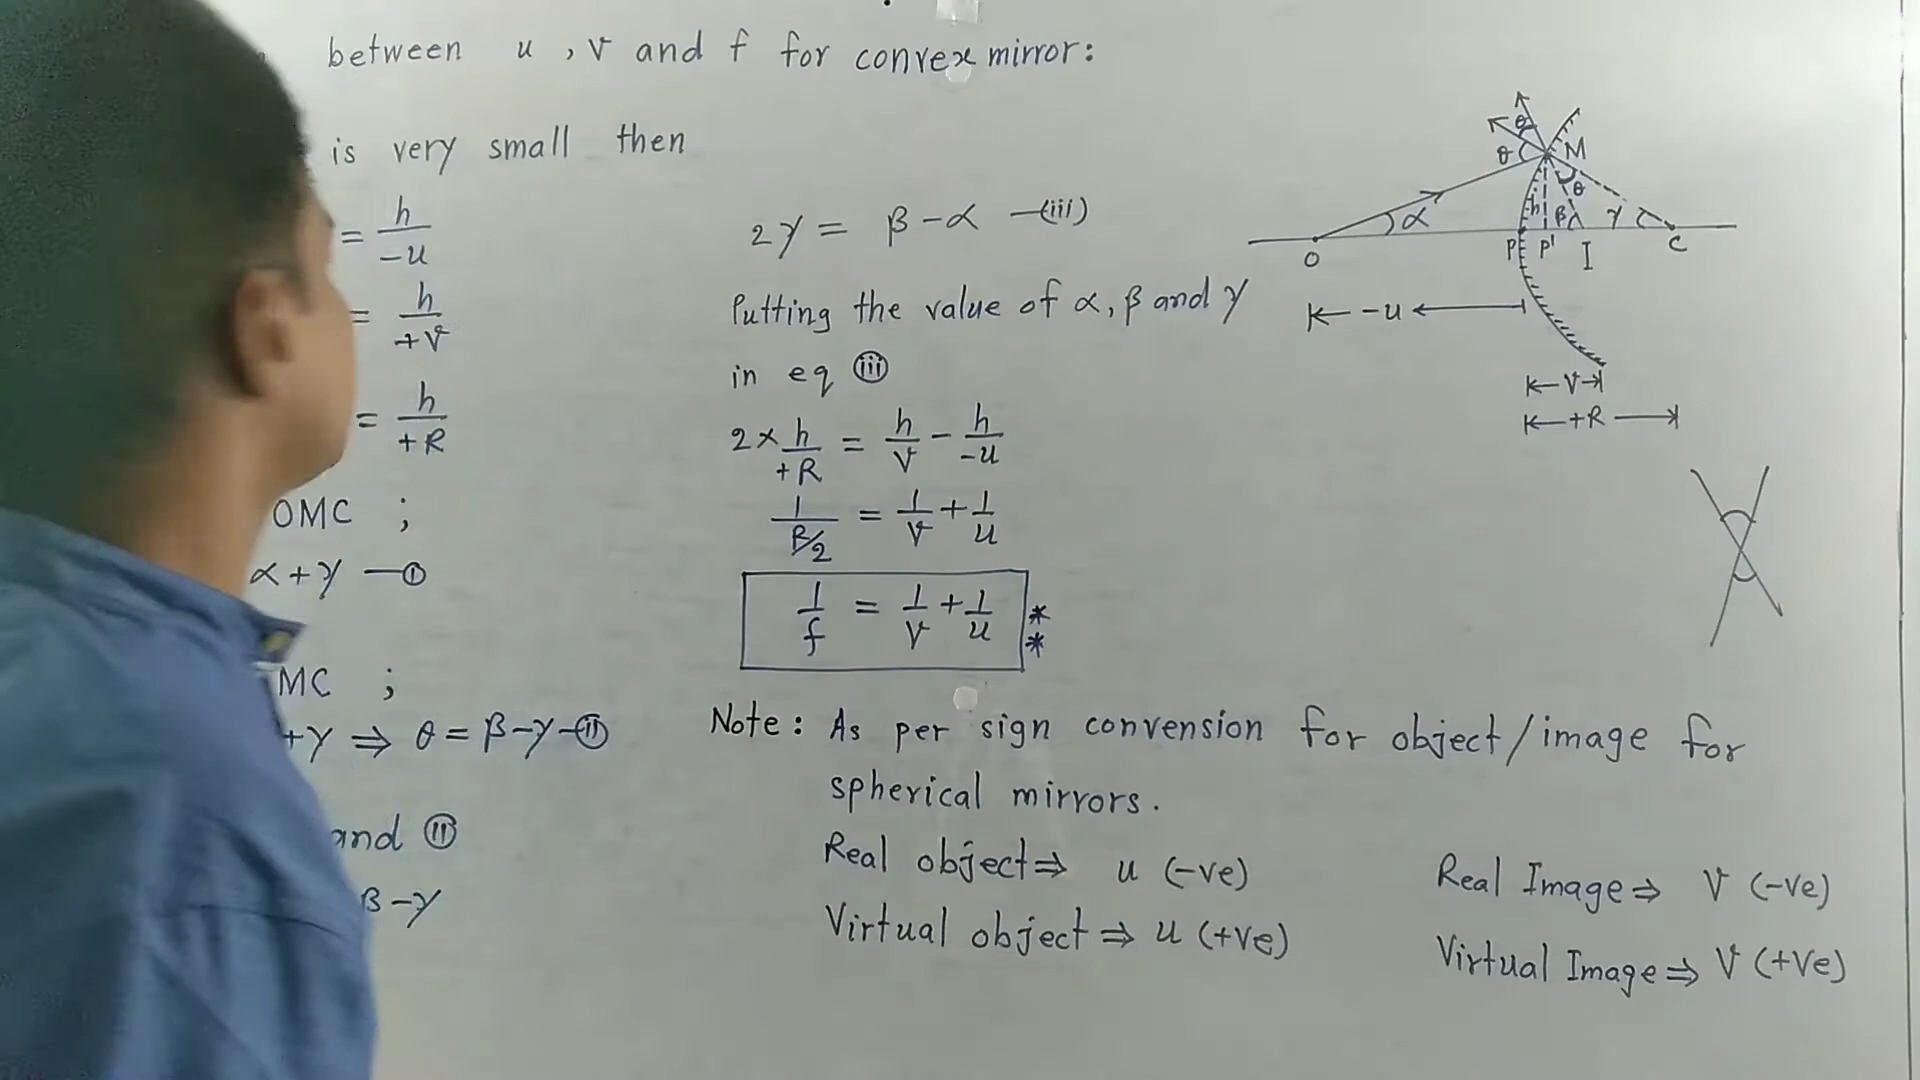 between u , v and f for convex mirror:
is very small then
= h/-u
= h/+v
= h/+R
OMC ;
α+γ —①
MC ;
+γ ⇒ θ = β-γ-⑪
and ⑪
β-γ
2γ = β-α —(iii)
Putting the value of α, β and γ
in eq ⓘⓘⓘ
2× h/+R = h/v - h/-u
1/R/2 = 1/v + 1/u
1/f = 1/v + 1/u **
Note: As per sign convension for object/image for
spherical mirrors.
Real object ⇒ u (-ve)
Virtual object ⇒ u (+ve)
Real Image ⇒ v (-ve)
Virtual Image ⇒ v (+ve)
θ
θ M
θ
α h β γ
O P P' I C
-u
v
+R